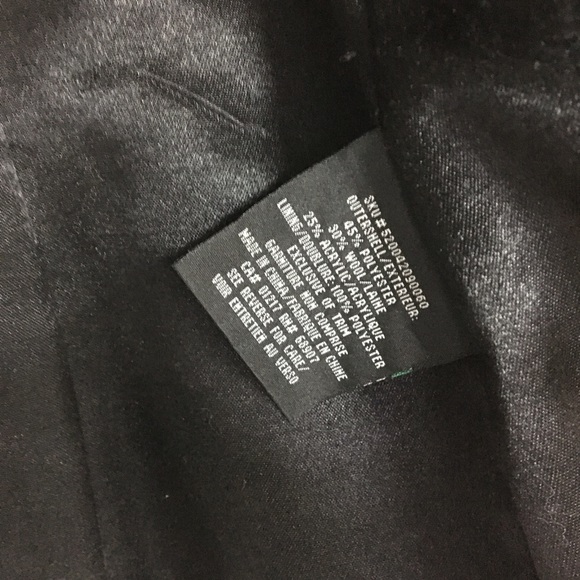 SKU # 520042090060
OUTERSHELL/EXTERIEUR:
45% POLYESTER
30% WOOL/LAINE
25% ACRYLIC/ACRYLIQUE
LINING/DOUBLURE:100% POLYESTER
EXCLUSIVE OF TRIM
GARNITURE NON COMPRISE
MADE IN CHINA/FABRIQUE EN CHINE
CA# 01217 RN# 68907
SEE REVERSE FOR CARE/
VOIR ENTRETIEN AU VERSO